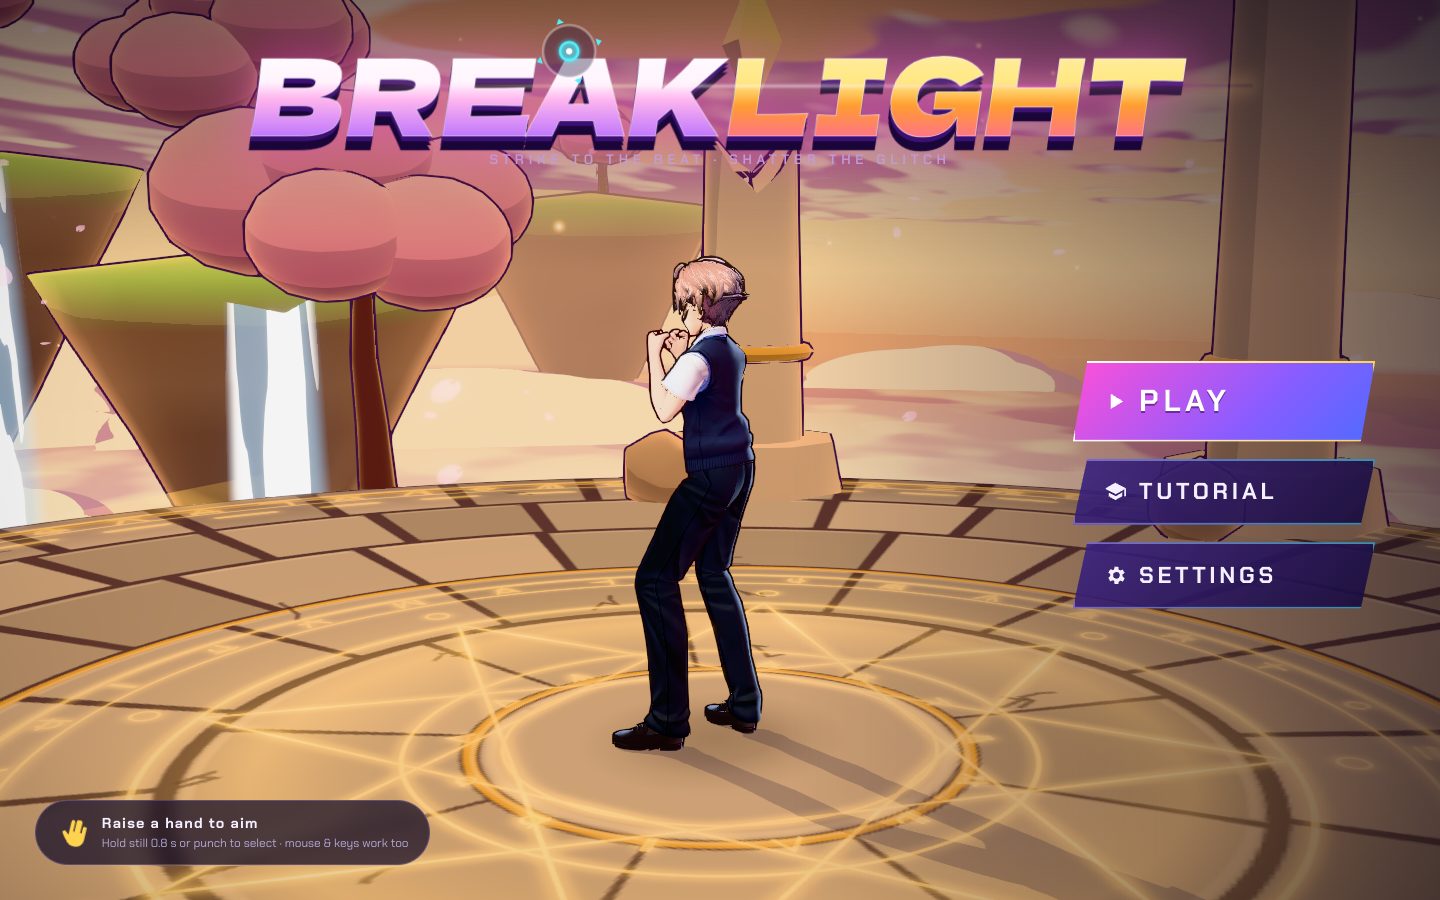 BREAKLIGHT
STRIKE TO THE BEAT · SHATTER THE GLITCH
PLAY
TUTORIAL
SETTINGS
Raise a hand to aim
Hold still 0.8 s or punch to select · mouse & keys work too